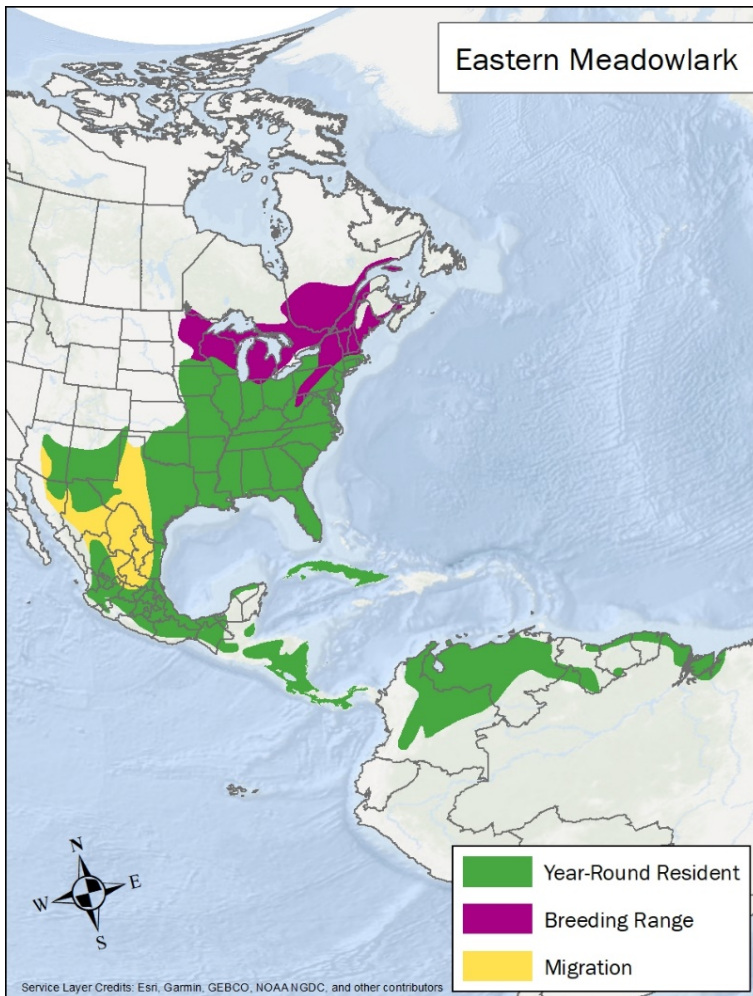 Eastern Meadowlark
N
W
E
S
Year-Round Resident
Breeding Range
Migration
Service Layer Credits: Esri, Garmin, GEBCO, NOAA NGDC, and other contributors